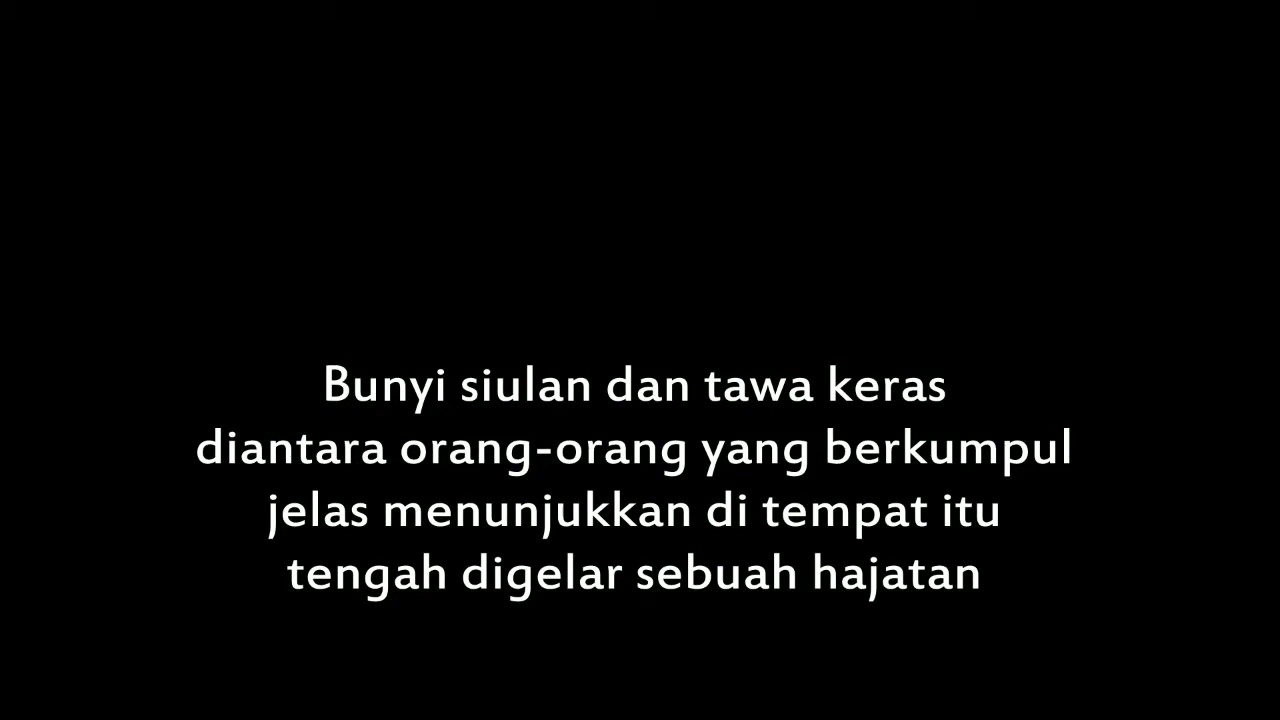 Bunyi siulan dan tawa keras
diantara orang-orang yang berkumpul
jelas menunjukkan di tempat itu
tengah digelar sebuah hajatan